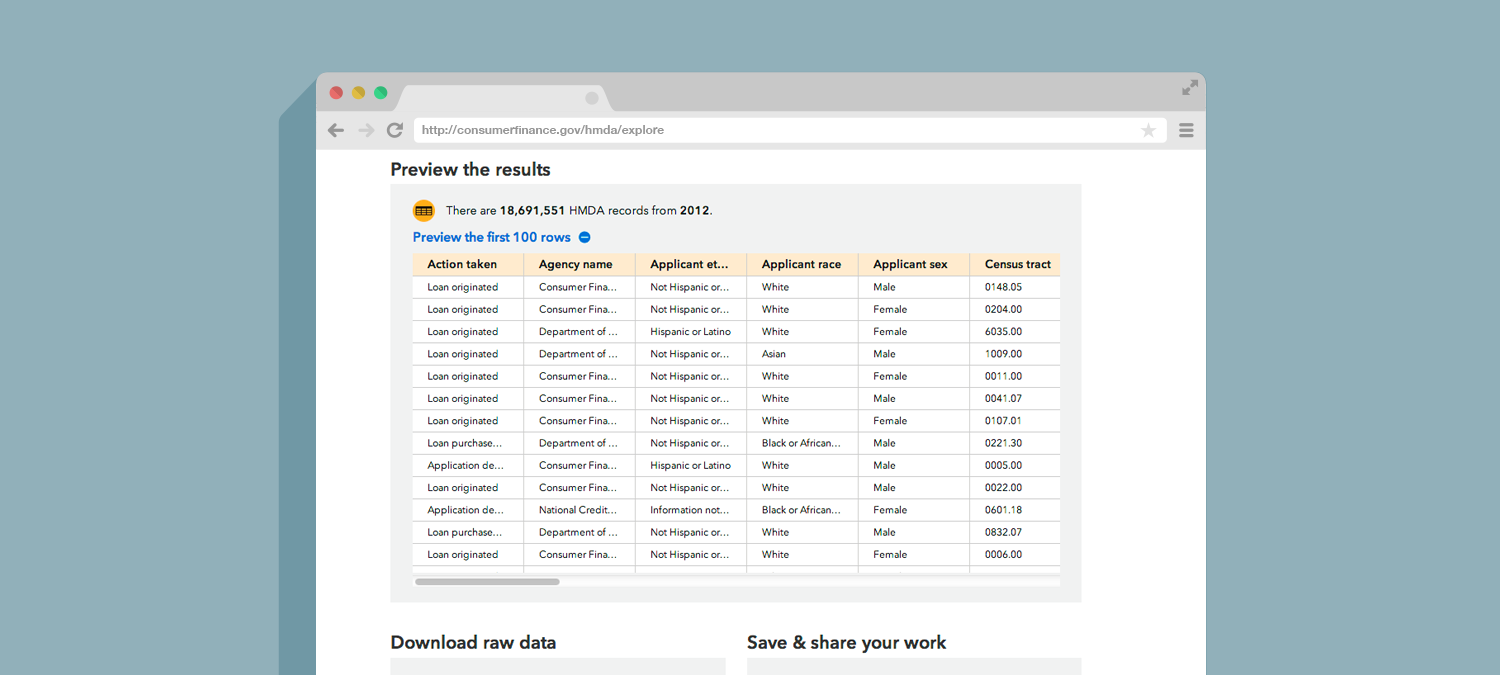 http://consumerfinance.gov/hmda/explore
Preview the results
There are 18,691,551 HMDA records from 2012.
Preview the first 100 rows
Action taken Agency name Applicant et... Applicant race Applicant sex Census tract
Loan originated Consumer Fina... Not Hispanic or... White Male 0148.05
Loan originated Consumer Fina... Not Hispanic or... White Female 0204.00
Loan originated Department of ... Hispanic or Latino White Female 6035.00
Loan originated Department of ... Not Hispanic or... Asian Male 1009.00
Loan originated Consumer Fina... Not Hispanic or... White Female 0011.00
Loan originated Consumer Fina... Not Hispanic or... White Male 0041.07
Loan originated Consumer Fina... Not Hispanic or... White Female 0107.01
Loan purchase... Department of ... Not Hispanic or... Black or African... Male 0221.30
Application de... Consumer Fina... Hispanic or Latino White Male 0005.00
Loan originated Consumer Fina... Not Hispanic or... White Male 0022.00
Application de... National Credit... Information not... Black or African... Female 0601.18
Loan purchase... Department of ... Not Hispanic or... White Male 0832.07
Loan originated Consumer Fina... Not Hispanic or... White Female 0006.00
Download raw data Save & share your work